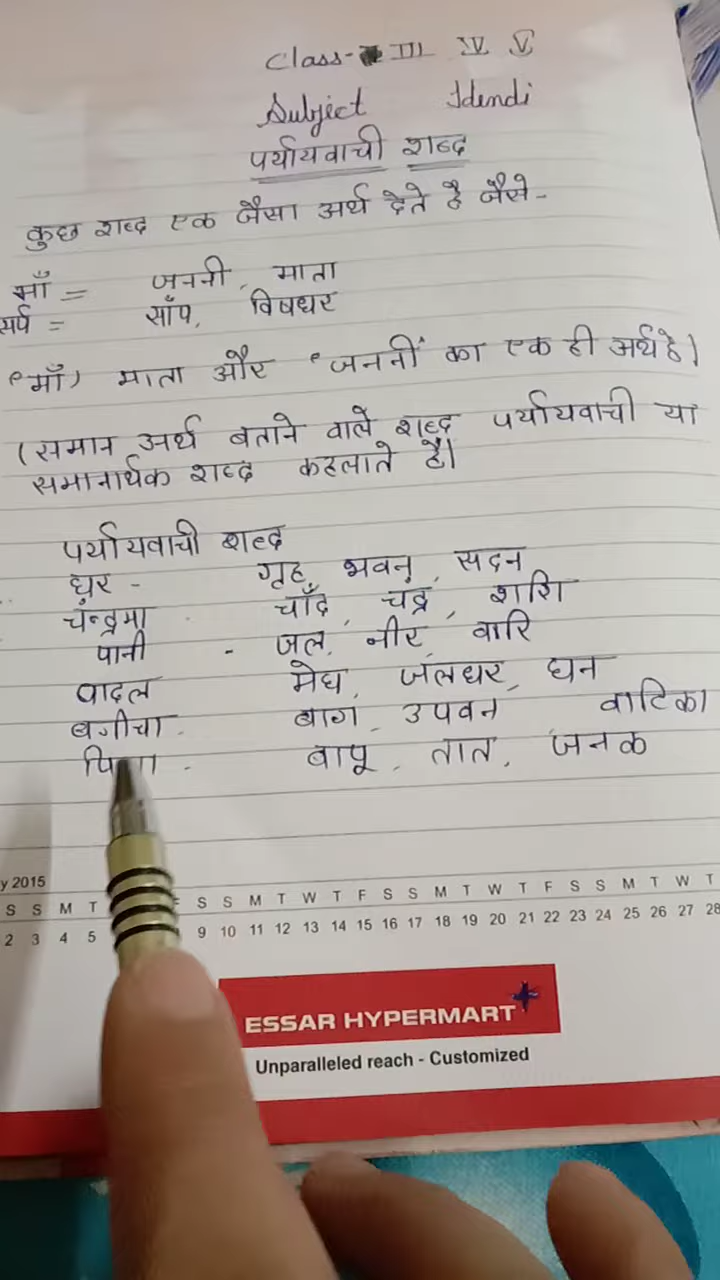 Class- III IV V
Subject Hindi
पर्यायवाची शब्द
कुछ शब्द एक जैसा अर्थ देते है जैसे-
माँ = जननी, माता
सर्प = साँप, विषधर
'माँ' माता और 'जननी' का एक ही अर्थ है।
(समान अर्थ बताने वाले शब्द पर्यायवाची या
समानार्थक शब्द कहलाते है।
पर्यायवाची शब्द
घर - गृह, भवन, सदन
चन्द्रमा - चाँद, चंद्र, शशि
पानी - जल, नीर, वारि
बादल मेघ, जलधर, घन
बगीचा - बाग, उपवन वाटिका
पिता - बापू, तात, जनक
y 2015
S S M T F S S M T W T F S S M T W T F S S M T W T
2 3 4 5 9 10 11 12 13 14 15 16 17 18 19 20 21 22 23 24 25 26 27 28
ESSAR HYPERMART
Unparalleled reach - Customized